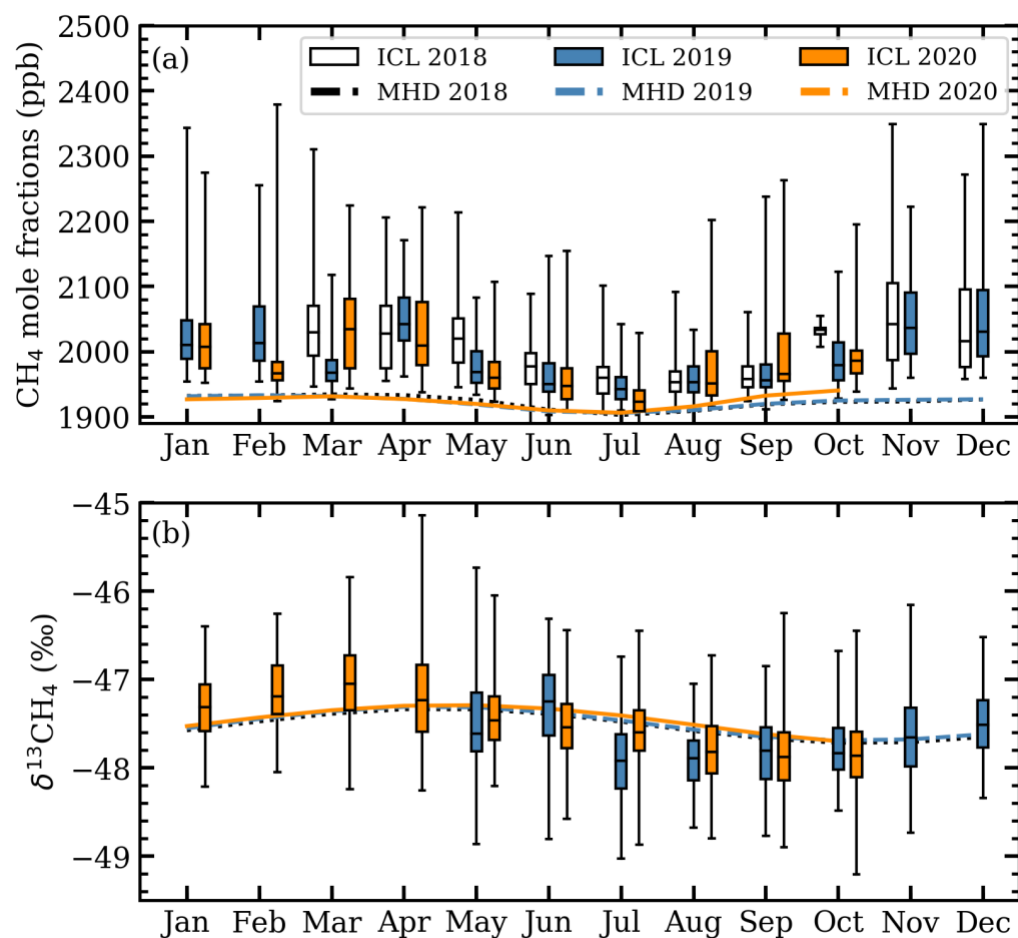 CH₄ mole fractions (ppb)
2500
2400
2300
2200
2100
2000
1900
(a)
ICL 2018 ICL 2019 ICL 2020
MHD 2018 MHD 2019 MHD 2020
Jan Feb Mar Apr May Jun Jul Aug Sep Oct Nov Dec
δ¹³CH₄ (‰)
−45
−46
−47
−48
−49
(b)
Jan Feb Mar Apr May Jun Jul Aug Sep Oct Nov Dec